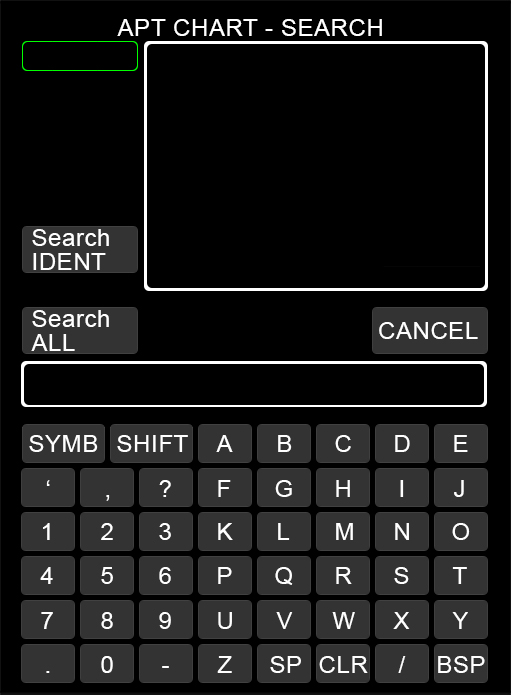 APT CHART - SEARCH
Search
IDENT
Search
ALL
CANCEL
SYMB SHIFT A B C D E
‘ , ? F G H I J
1 2 3 K L M N O
4 5 6 P Q R S T
7 8 9 U V W X Y
. 0 - Z SP CLR / BSP